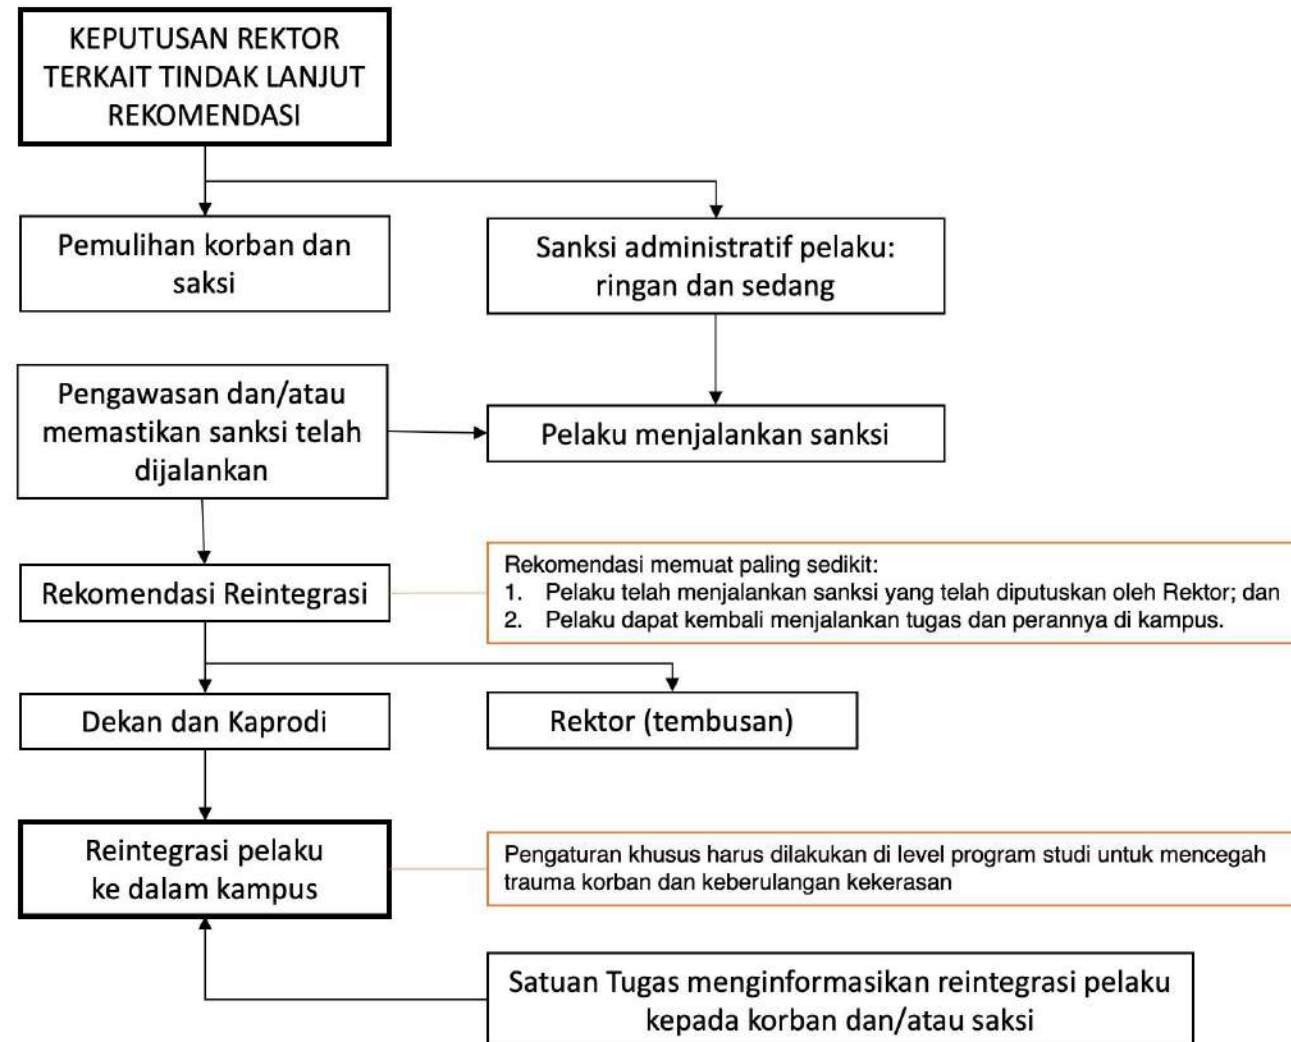 KEPUTUSAN REKTOR
TERKAIT TINDAK LANJUT
REKOMENDASI
Pemulihan korban dan
saksi
Sanksi administratif pelaku:
ringan dan sedang
Pengawasan dan/atau
memastikan sanksi telah
dijalankan
Pelaku menjalankan sanksi
Rekomendasi Reintegrasi
Rekomendasi memuat paling sedikit:
1. Pelaku telah menjalankan sanksi yang telah diputuskan oleh Rektor; dan
2. Pelaku dapat kembali menjalankan tugas dan perannya di kampus.
Dekan dan Kaprodi
Rektor (tembusan)
Reintegrasi pelaku
ke dalam kampus
Pengaturan khusus harus dilakukan di level program studi untuk mencegah
trauma korban dan keberulangan kekerasan
Satuan Tugas menginformasikan reintegrasi pelaku
kepada korban dan/atau saksi